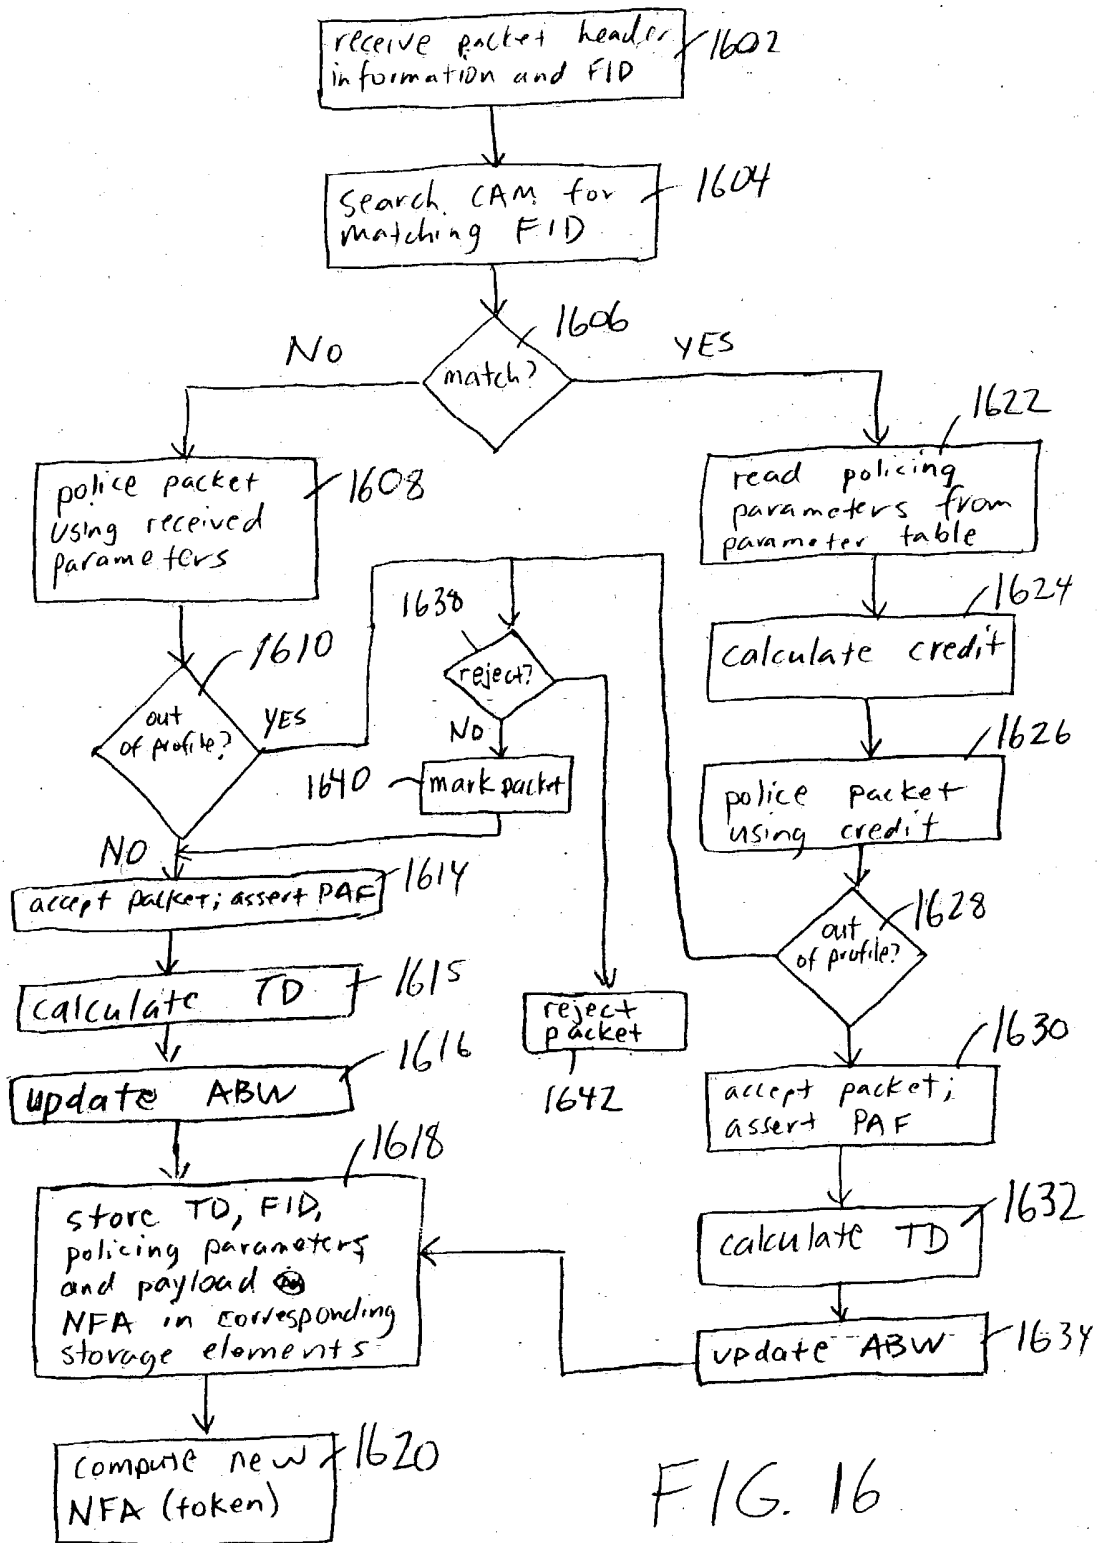 receive packet header
information and FID
1602
search CAM for
matching FID
1604
1606
match?
NO
YES
police packet
using received
parameters
1608
1622
read policing
parameters from
parameter table
1624
calculate credit
1638
reject?
1610
out
of profile?
YES
NO
1640
mark packet
1626
police packet
using credit
NO
accept packet; assert PAF
1614
1628
out
of profile?
calculate TD
1615
reject
packet
1642
update ABW
1616
1630
accept packet;
assert PAF
1618
store TD, FID,
policing parameters
and payload
NFA in corresponding
storage elements
calculate TD
1632
update ABW
1634
compute new
NFA (token)
1620
FIG. 16